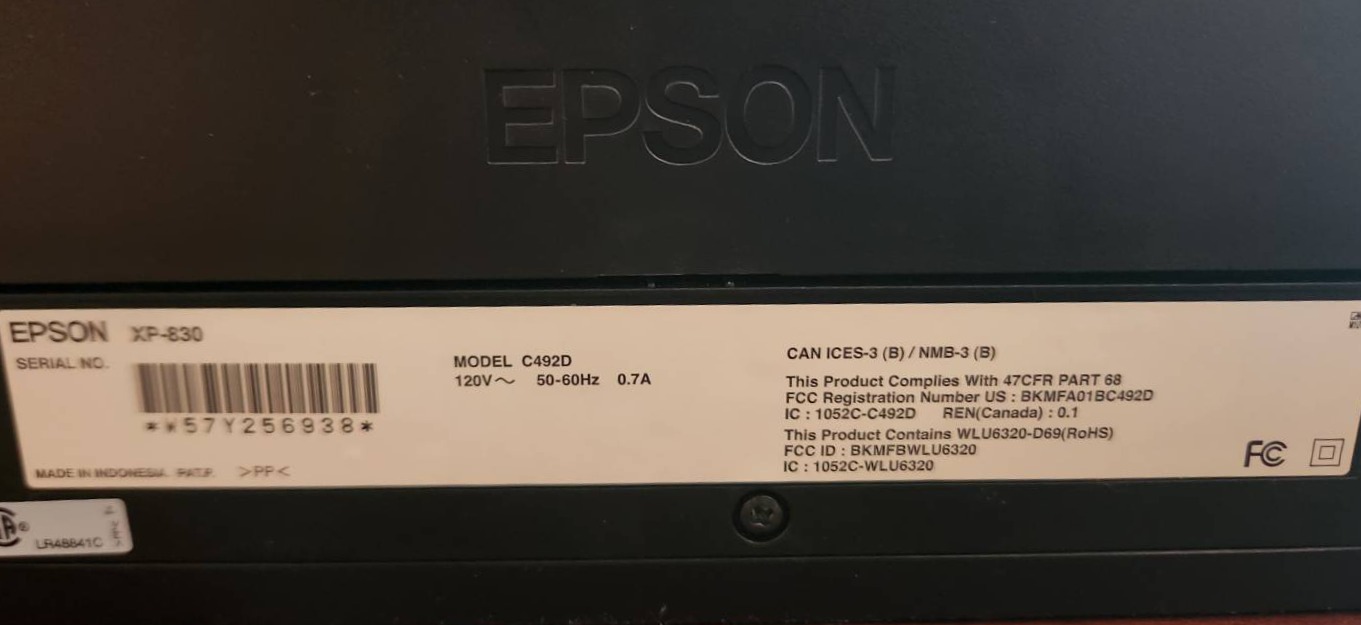 EPSON
EPSON XP-830
SERIAL NO.
*W57Y256938*
MADE IN INDONESIA PAT.P. >PP<
MODEL C492D
120V～ 50-60Hz 0.7A
CAN ICES-3 (B) / NMB-3 (B)
This Product Complies With 47CFR PART 68
FCC Registration Number US : BKMFA01BC492D
IC : 1052C-C492D REN(Canada) : 0.1
This Product Contains WLU6320-D69(RoHS)
FCC ID : BKMFBWLU6320
IC : 1052C-WLU6320
FC
LR48841C